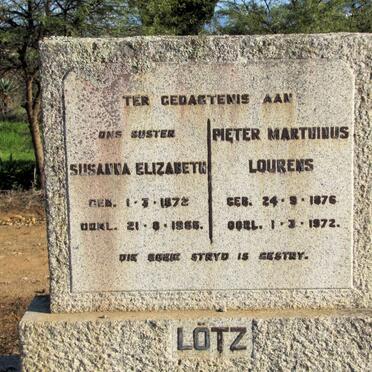 TER GEDAGTENIS AAN
ONS SUSTER
SUSANNA ELIZABETH
GEB. 1·3·1872
OORL. 21·8·1966.
PIETER MARTHINUS
LOURENS
GEB. 24·9·1876
OORL. 1·3·1972.
DIE GOEIE STRYD IS GESTRY.
LÖTZ